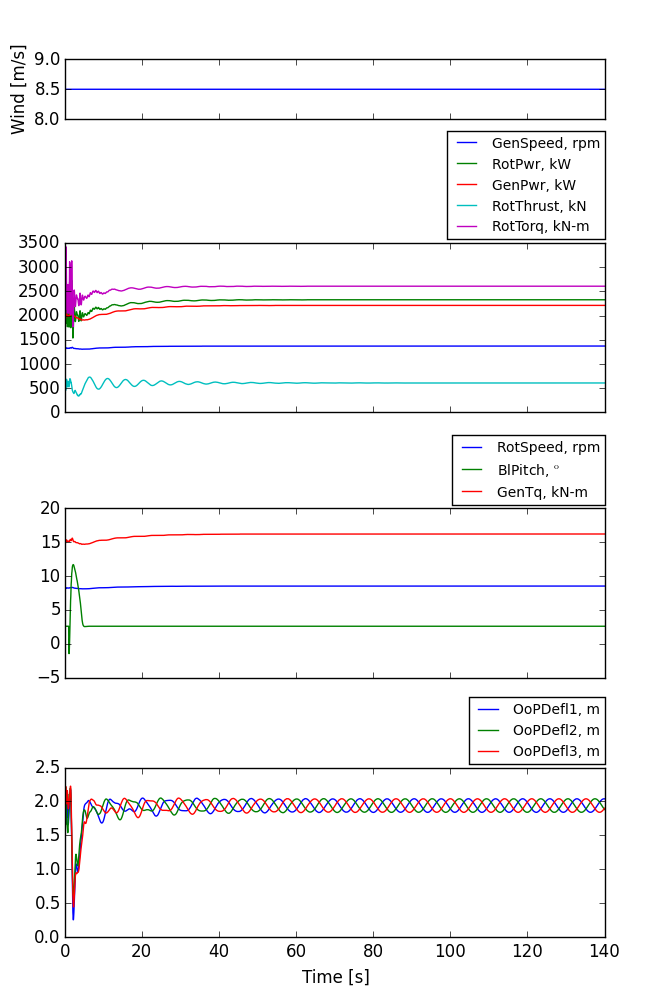 Wind [m/s]
9.0
8.5
8.0
GenSpeed, rpm
RotPwr, kW
GenPwr, kW
RotThrust, kN
RotTorq, kN-m
3500
3000
2500
2000
1500
1000
500
0
RotSpeed, rpm
BlPitch, °
GenTq, kN-m
20
15
10
5
0
−5
OoPDefl1, m
OoPDefl2, m
OoPDefl3, m
2.5
2.0
1.5
1.0
0.5
0.0
0 20 40 60 80 100 120 140
Time [s]